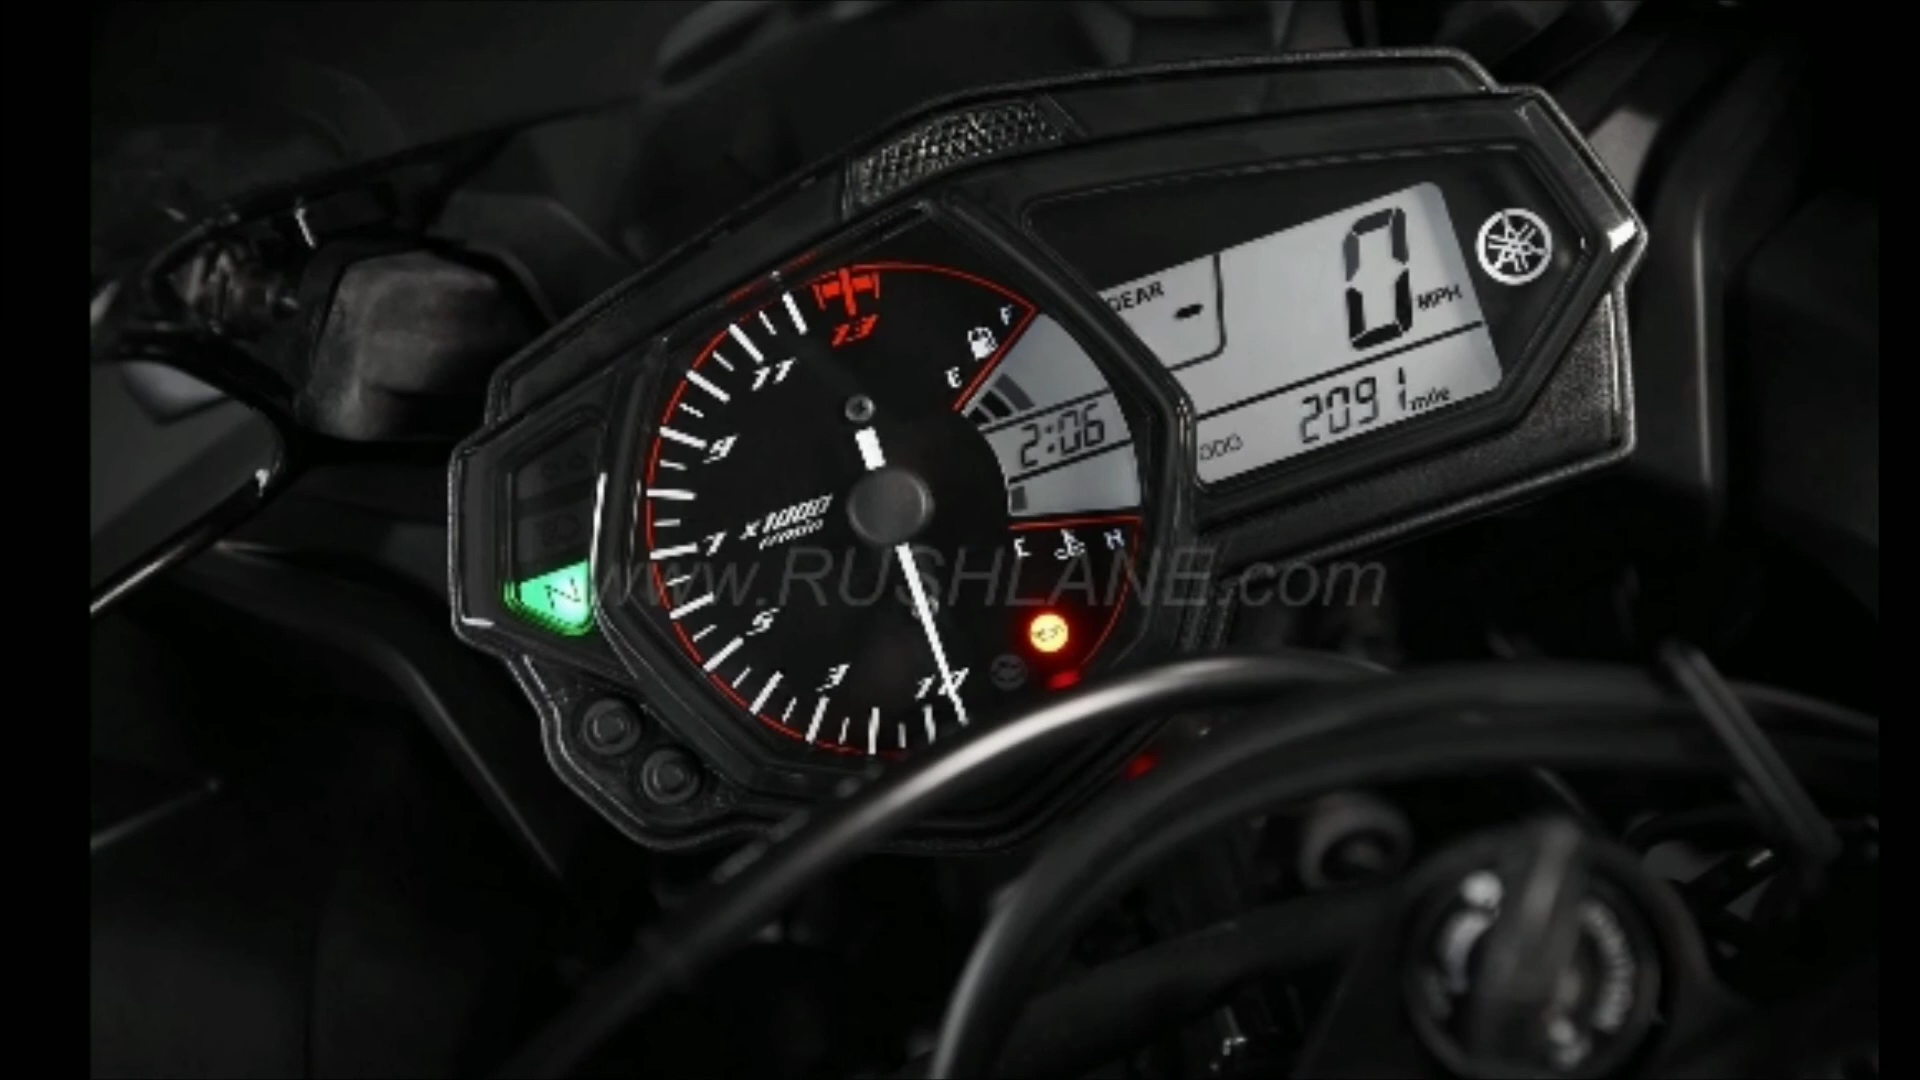 F
E
GEAR -
0 MPH
2:06
ODO 2091 mile
13
11
9
7
5
3
1
x1000
r/min
C H
N
www.RUSHLANE.com